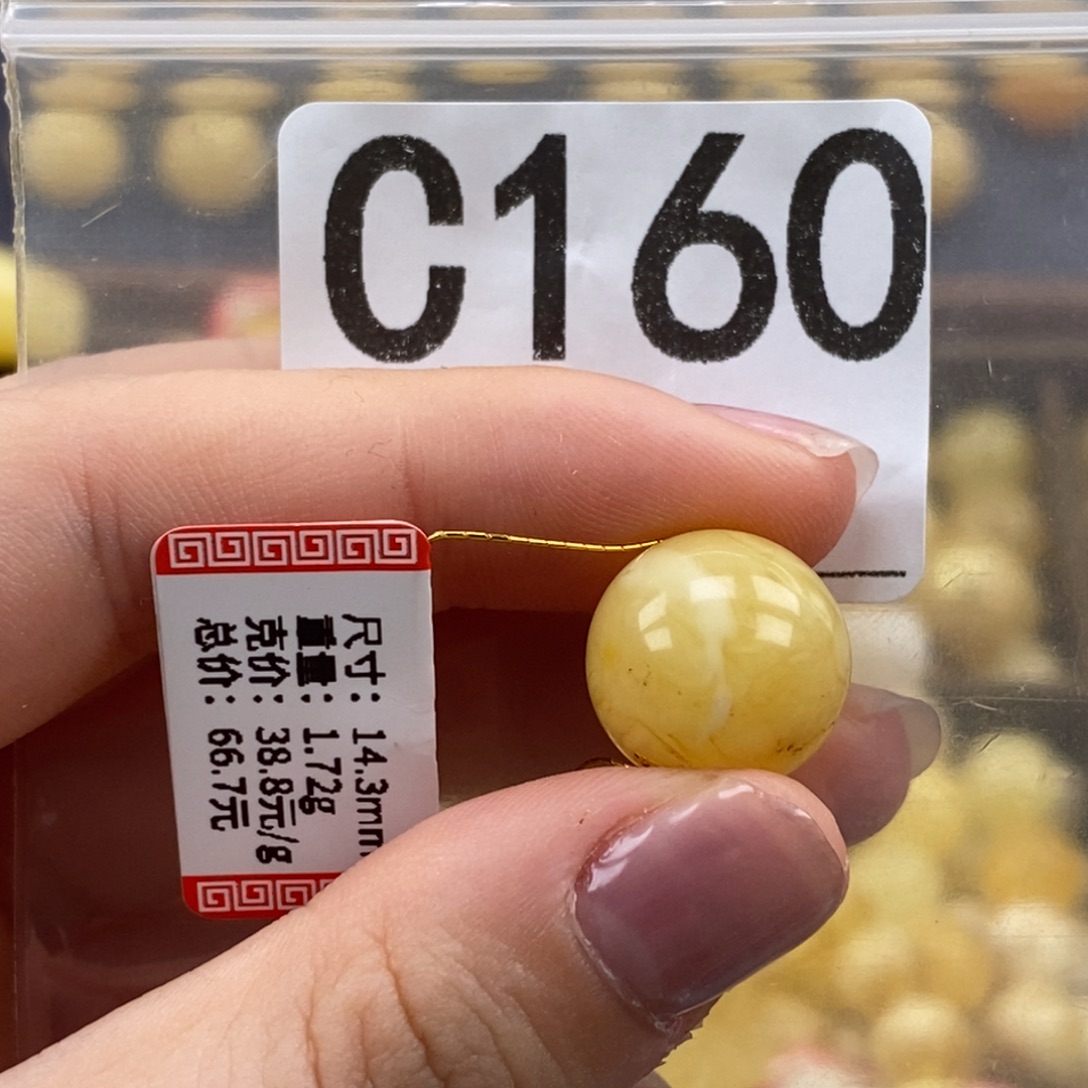 C160
尺寸: 14.3mm
重量: 1.72g
克价: 38.8元/g
总价: 66.7元